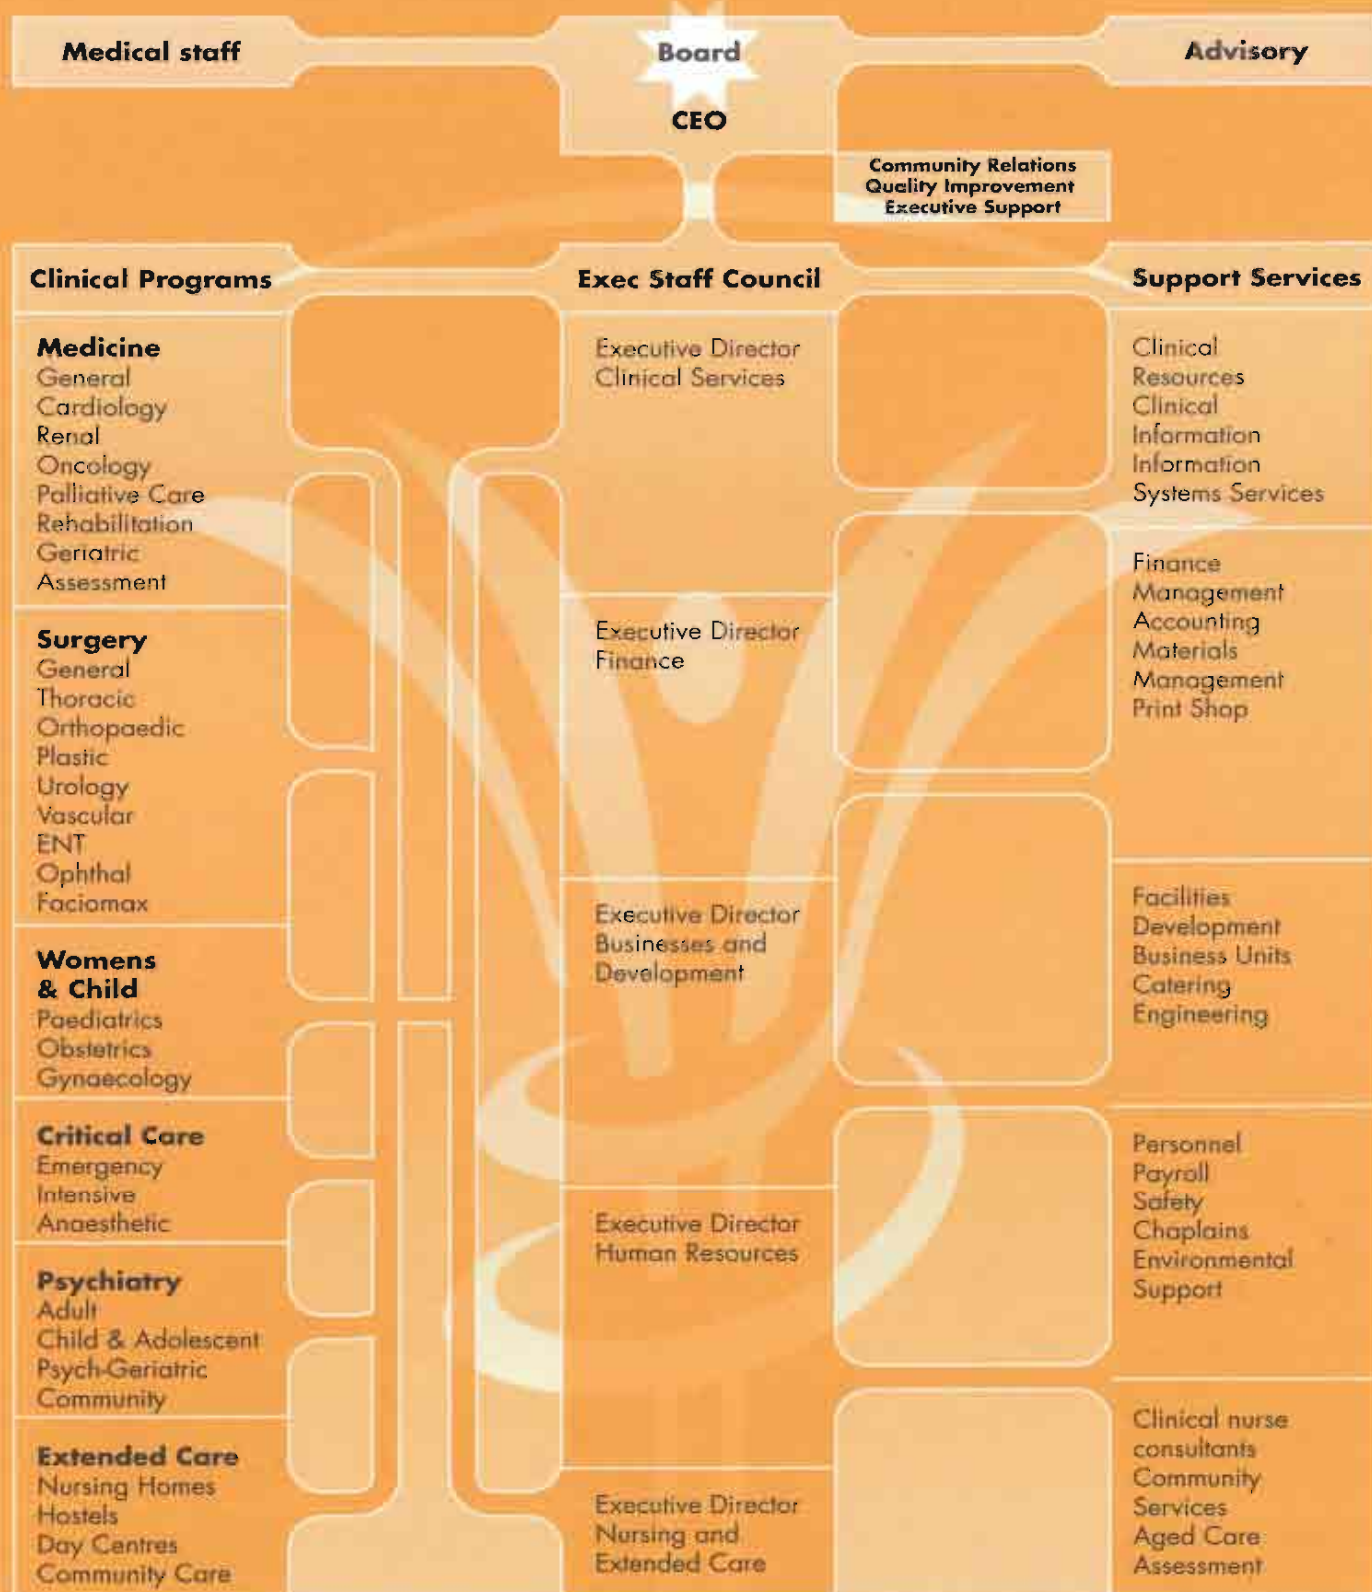 Medical staff
Board
Advisory
CEO
Community Relations
Quality Improvement
Executive Support
Clinical Programs
Exec Staff Council
Support Services
Medicine
General
Cardiology
Renal
Oncology
Palliative Care
Rehabilitation
Geriatric
Assessment
Surgery
General
Thoracic
Orthopaedic
Plastic
Urology
Vascular
ENT
Ophthal
Faciomax
Womens
& Child
Paediatrics
Obstetrics
Gynaecology
Critical Care
Emergency
Intensive
Anaesthetic
Psychiatry
Adult
Child & Adolescent
Psych-Geriatric
Community
Extended Care
Nursing Homes
Hostels
Day Centres
Community Care
Executive Director
Clinical Services
Executive Director
Finance
Executive Director
Businesses and
Development
Executive Director
Human Resources
Executive Director
Nursing and
Extended Care
Clinical
Resources
Clinical
Information
Information
Systems Services
Finance
Management
Accounting
Materials
Management
Print Shop
Facilities
Development
Business Units
Catering
Engineering
Personnel
Payroll
Safety
Chaplains
Environmental
Support
Clinical nurse
consultants
Community
Services
Aged Care
Assessment